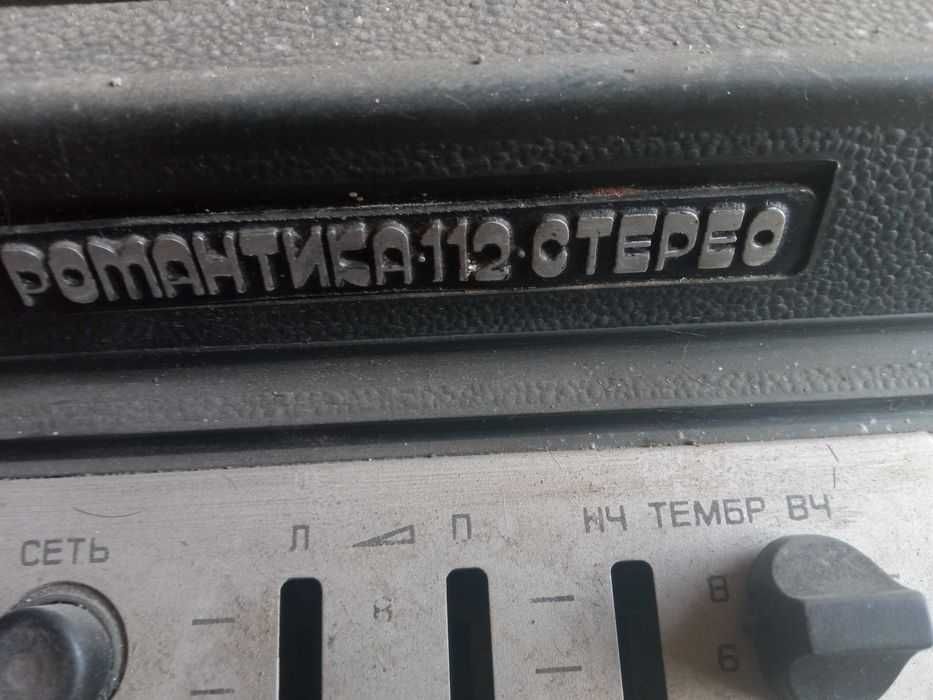 РОМАНТИКА·112·СТЕРЕО
НЧ ТЕМБР ВЧ
СЕТЬ Л П
8
6